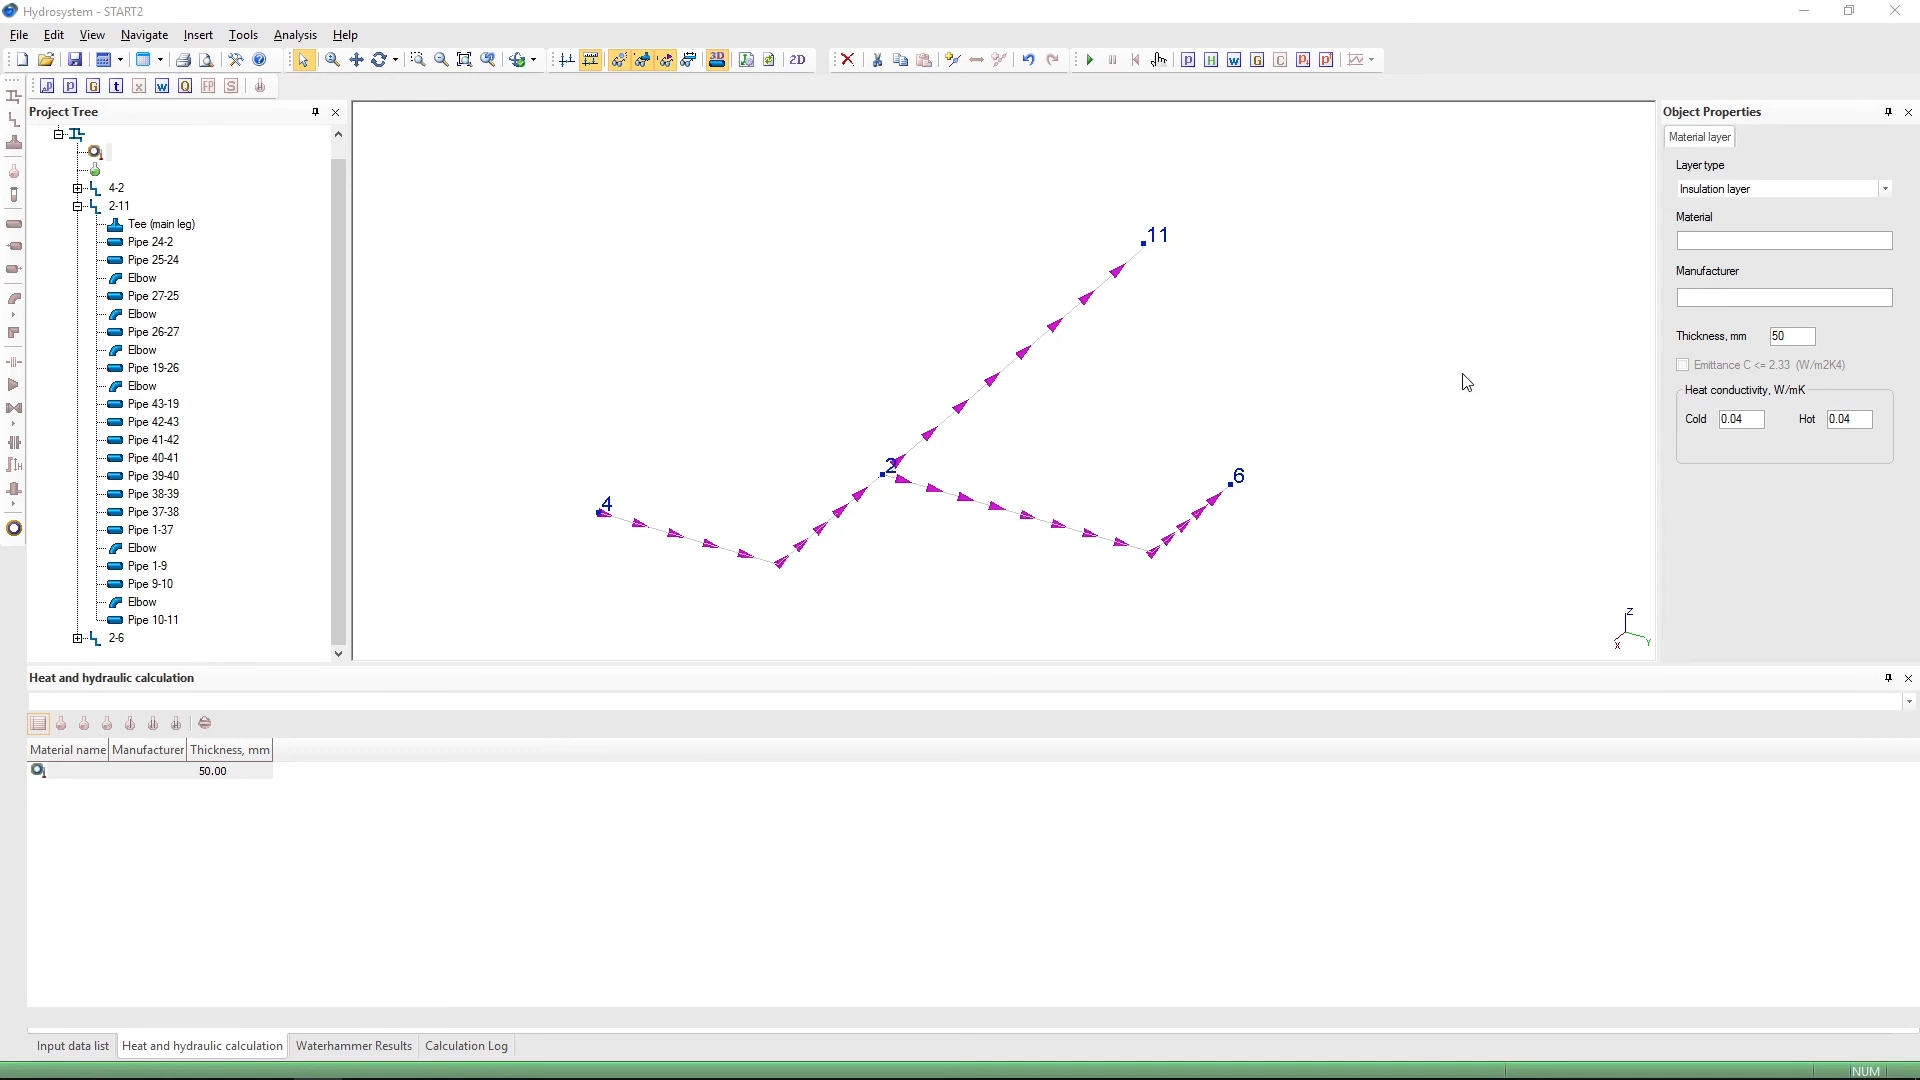 Hydrosystem - START2
File Edit View Navigate Insert Tools Analysis Help
3D 2D P H W G C P P
P P G t x W Q FP S
Project Tree
4-2
2-11
Tee (main leg)
Pipe 24-2
Pipe 25-24
Elbow
Pipe 27-25
Elbow
Pipe 26-27
Elbow
Pipe 19-26
Elbow
Pipe 43-19
Pipe 42-43
Pipe 41-42
Pipe 40-41
Pipe 39-40
Pipe 38-39
Pipe 37-38
Pipe 1-37
Elbow
Pipe 1-9
Pipe 9-10
Elbow
Pipe 10-11
2-6
11
2
4
6
Z
X Y
Object Properties
Material layer
Layer type
Insulation layer
Material
Manufacturer
Thickness, mm 50
Emittance C <= 2.33 (W/m2K4)
Heat conductivity, W/mK
Cold 0.04 Hot 0.04
Heat and hydraulic calculation
Material name Manufacturer Thickness, mm
50.00
Input data list Heat and hydraulic calculation Waterhammer Results Calculation Log
NUM